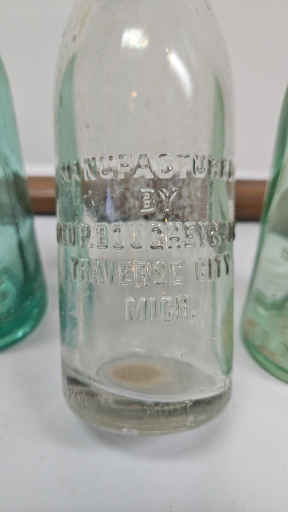 MANUFACTURED
BY
TRAVERSE CITY
MICH.